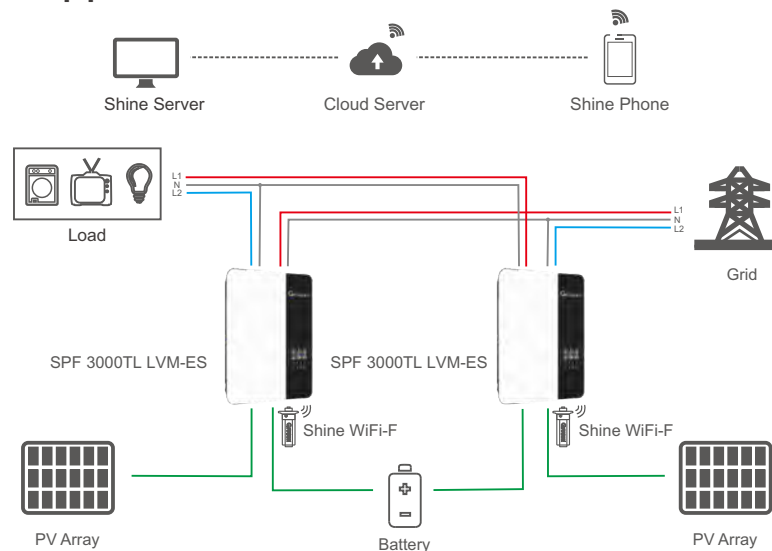 Shine Server
Cloud Server
Shine Phone
L1
N
L2
Load
L1
N
L2
Grid
SPF 3000TL LVM-ES
SPF 3000TL LVM-ES
Shine WiFi-F
Shine WiFi-F
PV Array
Battery
PV Array